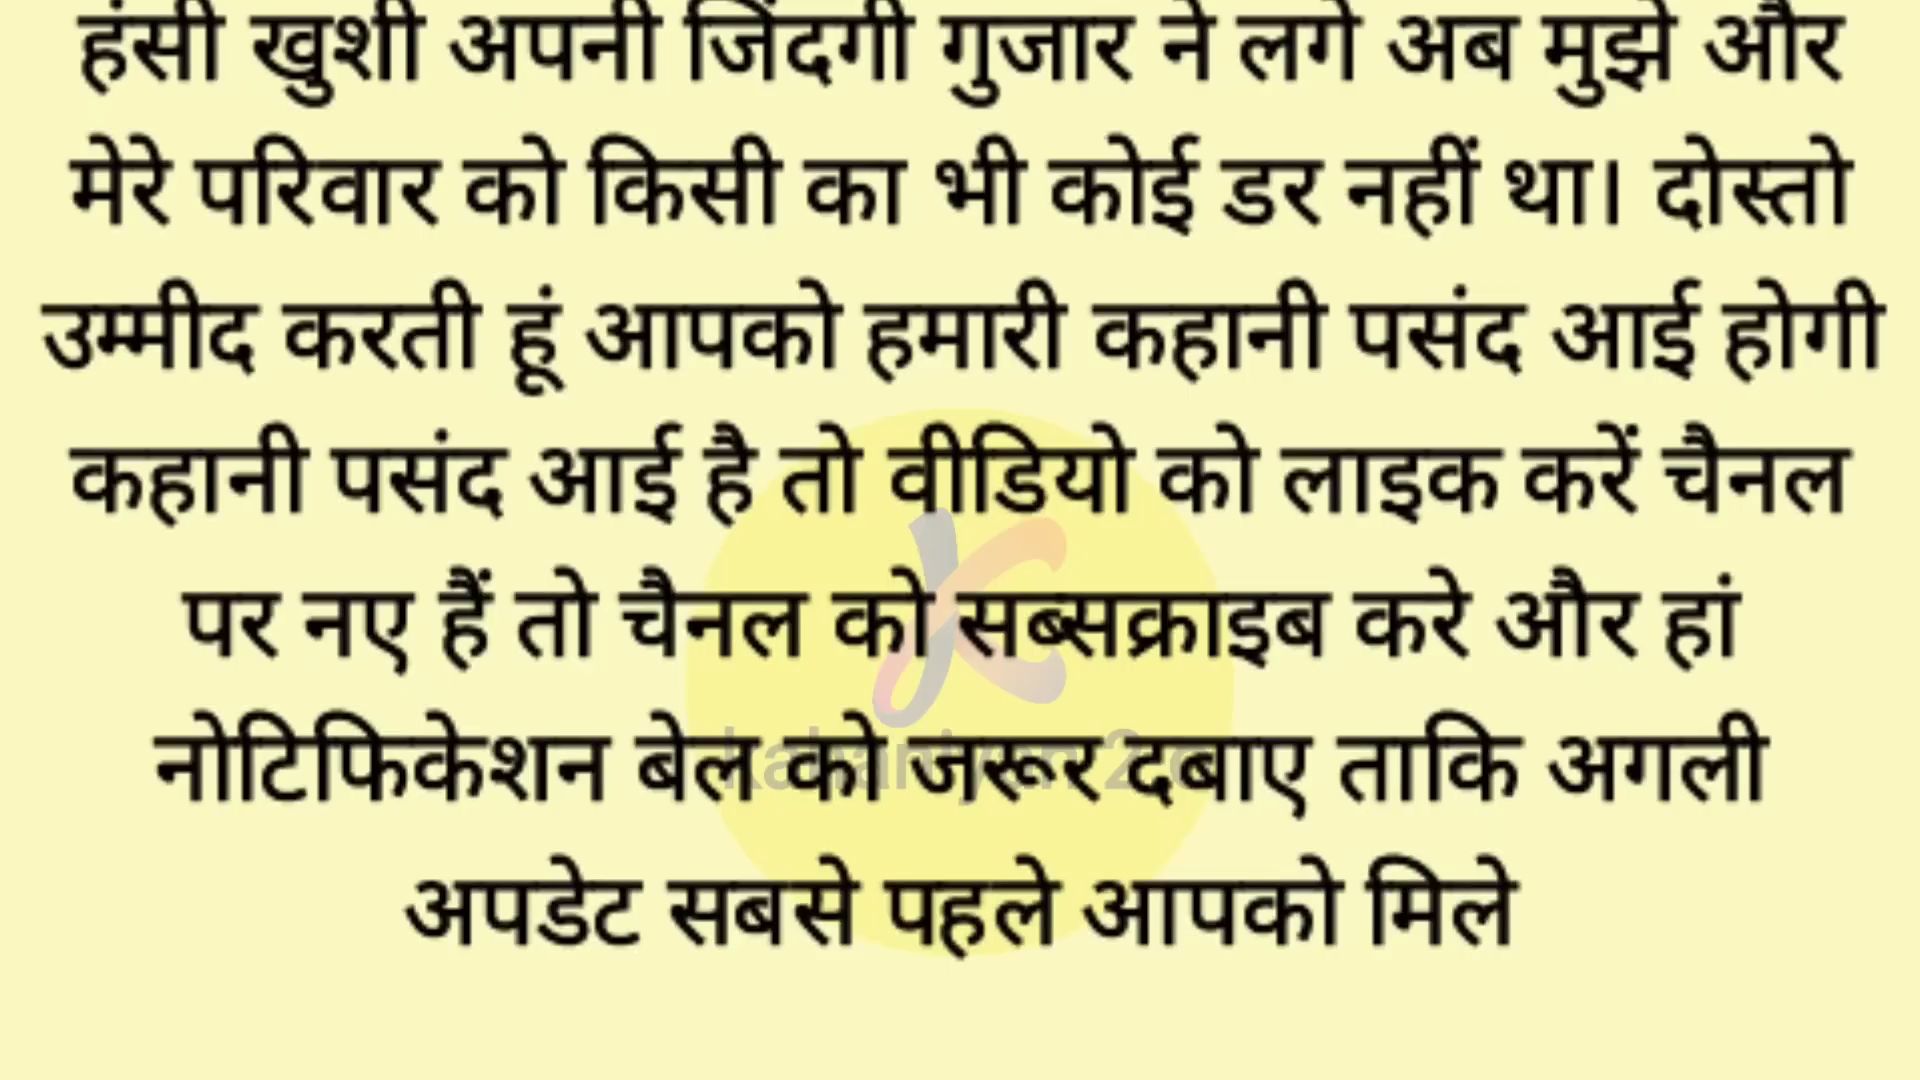 हंसी खुशी अपनी जिंदगी गुजार ने लगे अब मुझे और
मेरे परिवार को किसी का भी कोई डर नहीं था। दोस्तो
उम्मीद करती हूं आपको हमारी कहानी पसंद आई होगी
कहानी पसंद आई है तो वीडियो को लाइक करें चैनल
पर नए हैं तो चैनल को सब्सक्राइब करे और हां
नोटिफिकेशन बेल को जरूर दबाए ताकि अगली
अपडेट सबसे पहले आपको मिले